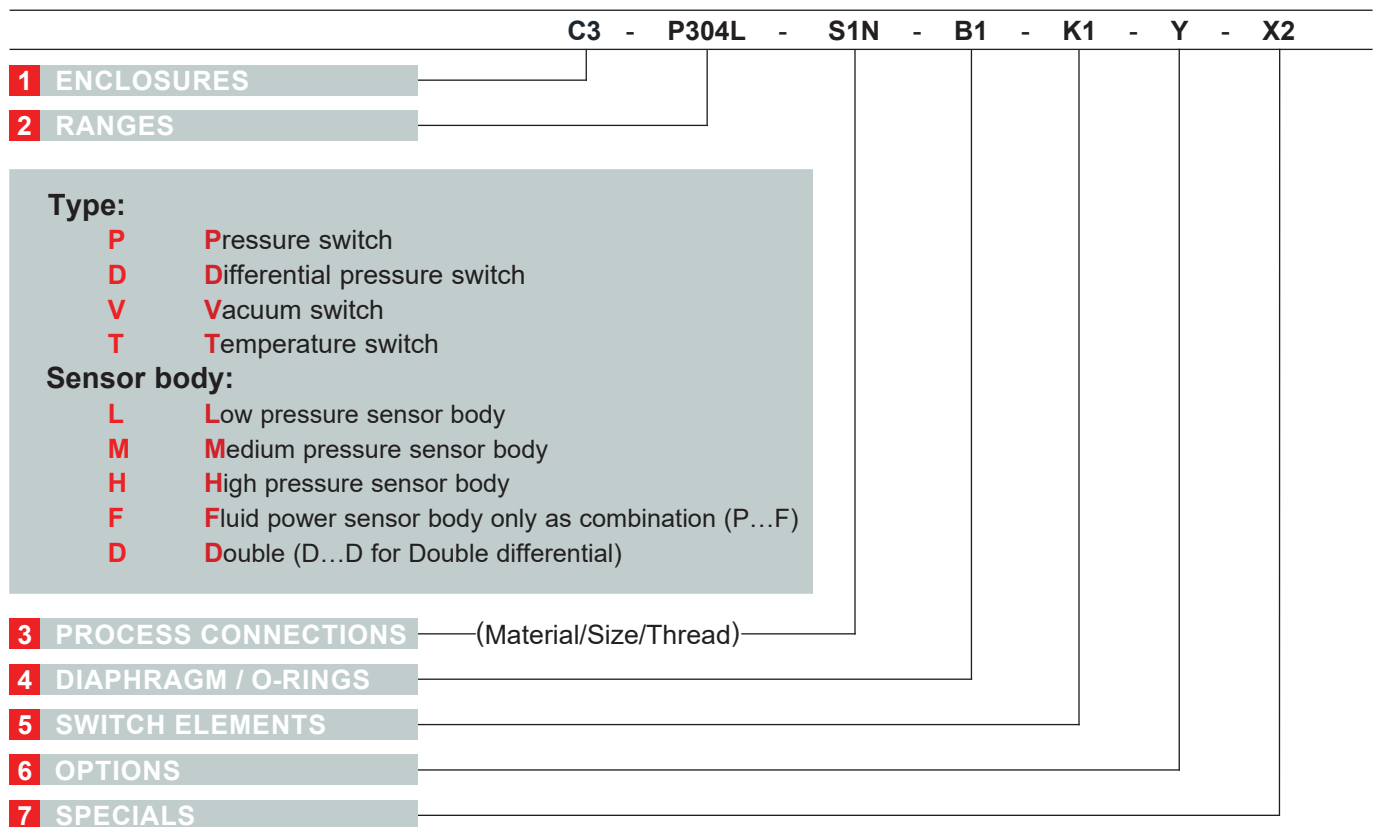 C3 - P304L - S1N - B1 - K1 - Y - X2
1 ENCLOSURES
2 RANGES
Type:
P Pressure switch
D Differential pressure switch
V Vacuum switch
T Temperature switch
Sensor body:
L Low pressure sensor body
M Medium pressure sensor body
H High pressure sensor body
F Fluid power sensor body only as combination (P…F)
D Double (D…D for Double differential)
3 PROCESS CONNECTIONS (Material/Size/Thread)
4 DIAPHRAGM / O-RINGS
5 SWITCH ELEMENTS
6 OPTIONS
7 SPECIALS